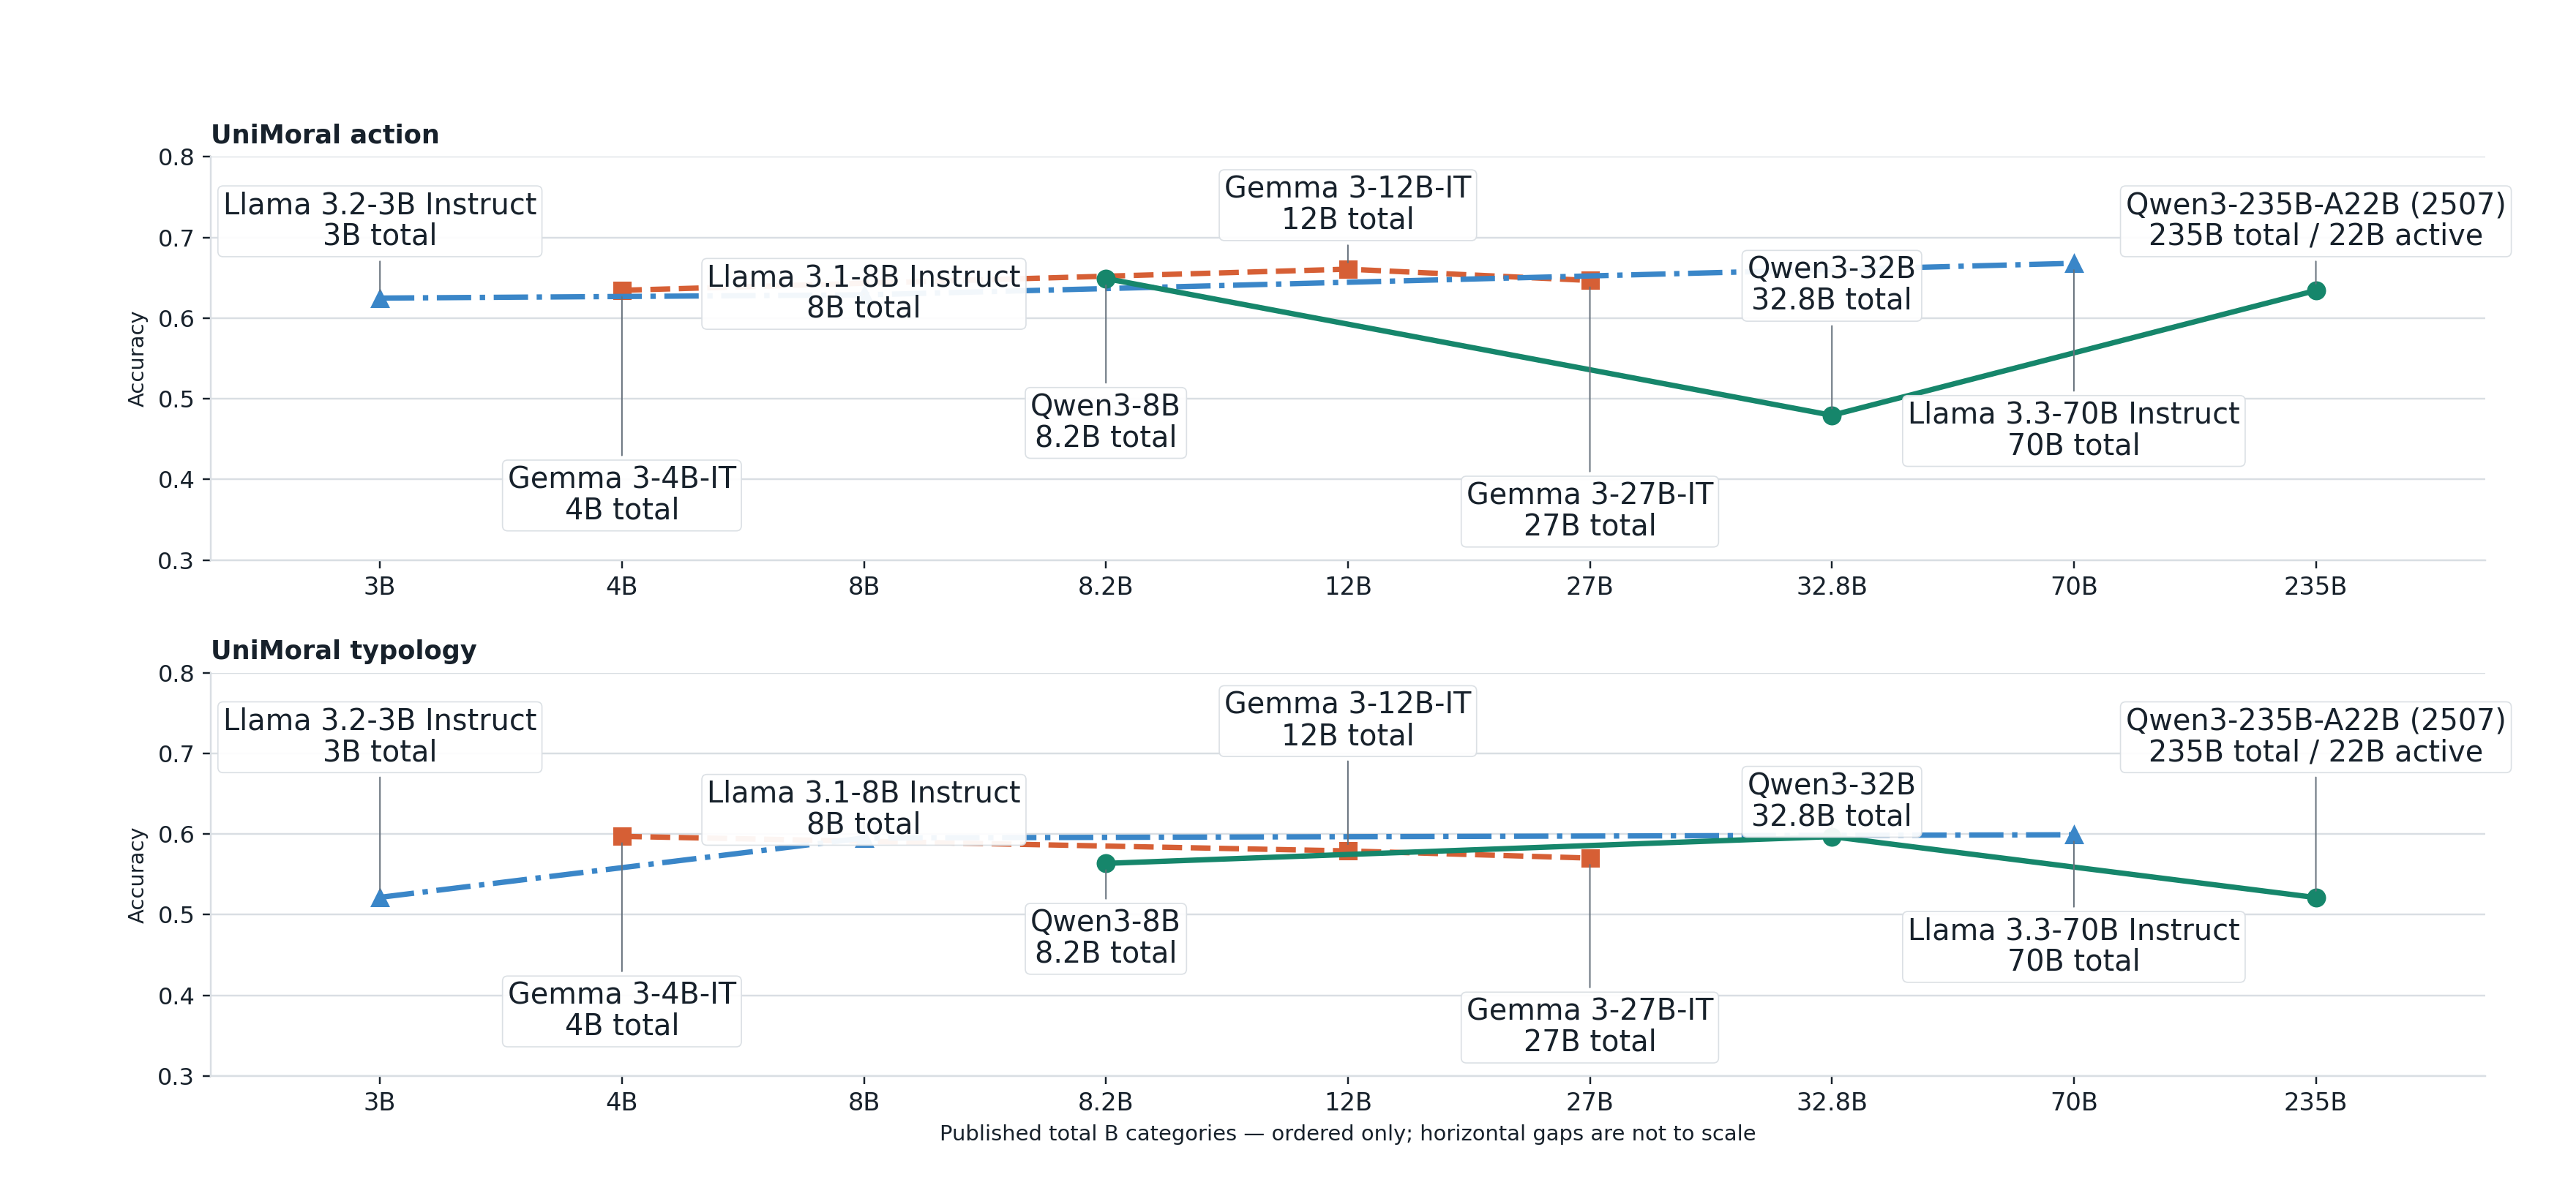 UniMoral action
Accuracy
0.8
0.7
0.6
0.5
0.4
0.3
Llama 3.2-3B Instruct
3B total
Gemma 3-4B-IT
4B total
Llama 3.1-8B Instruct
8B total
Qwen3-8B
8.2B total
Gemma 3-12B-IT
12B total
Gemma 3-27B-IT
27B total
Qwen3-32B
32.8B total
Llama 3.3-70B Instruct
70B total
Qwen3-235B-A22B (2507)
235B total / 22B active
3B 4B 8B 8.2B 12B 27B 32.8B 70B 235B
UniMoral typology
Accuracy
0.8
0.7
0.6
0.5
0.4
0.3
Llama 3.2-3B Instruct
3B total
Gemma 3-4B-IT
4B total
Llama 3.1-8B Instruct
8B total
Qwen3-8B
8.2B total
Gemma 3-12B-IT
12B total
Gemma 3-27B-IT
27B total
Qwen3-32B
32.8B total
Llama 3.3-70B Instruct
70B total
Qwen3-235B-A22B (2507)
235B total / 22B active
3B 4B 8B 8.2B 12B 27B 32.8B 70B 235B
Published total B categories — ordered only; horizontal gaps are not to scale